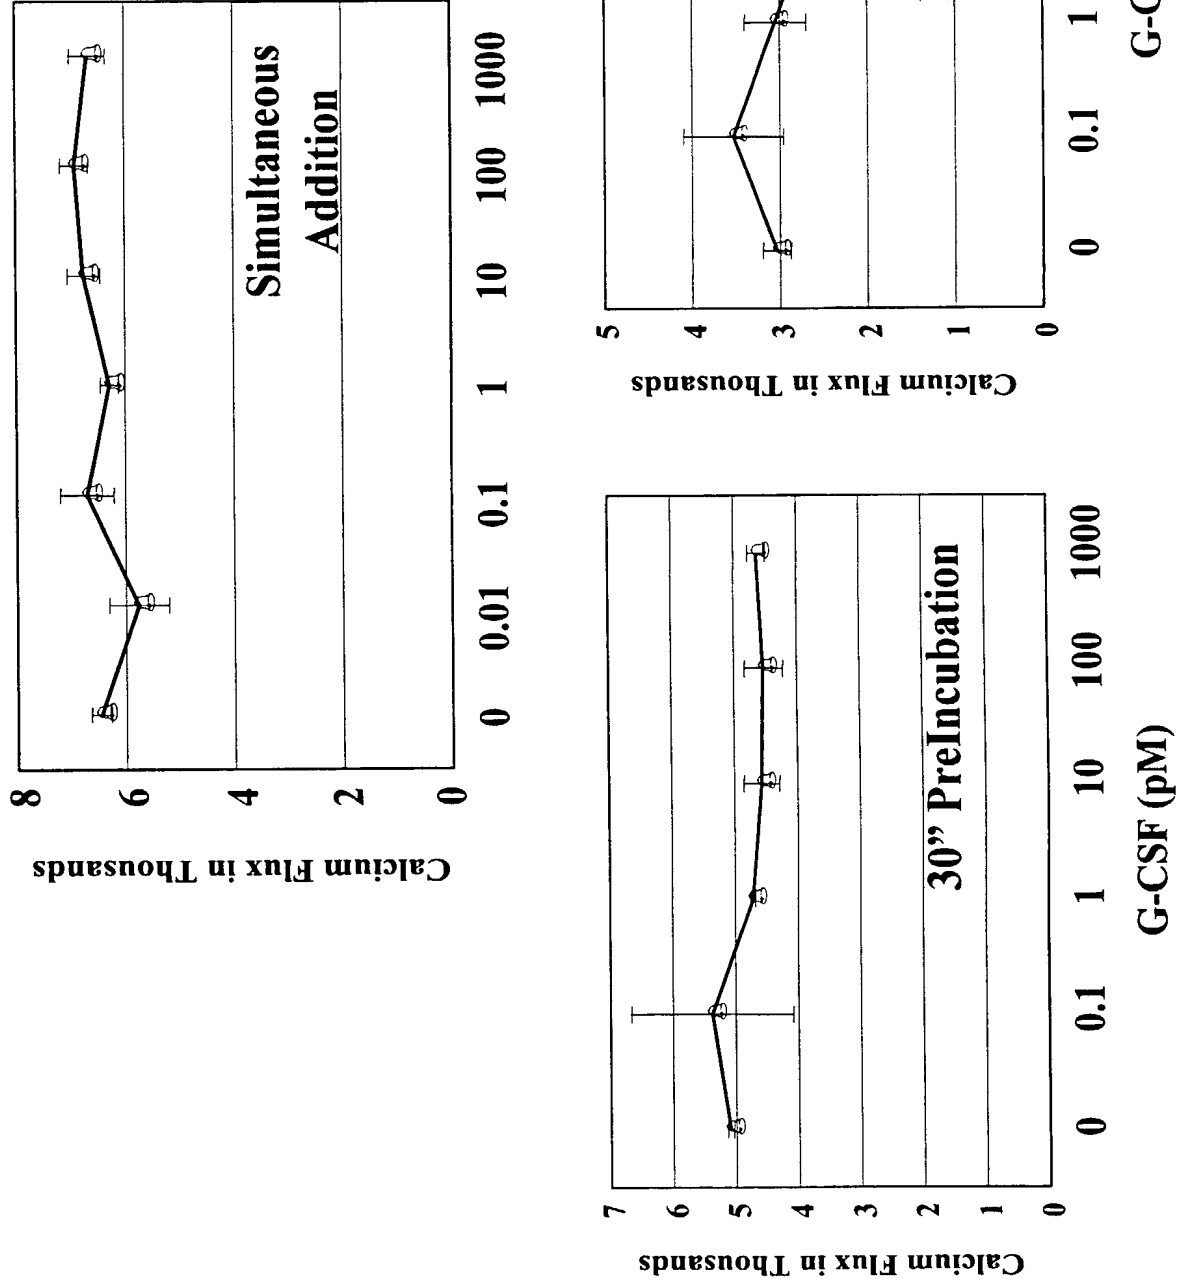 Calcium Flux in Thousands
8
6
4
2
0
Simultaneous
Addition
0 0.01 0.1 1 10 100 1000
Calcium Flux in Thousands
7
6
5
4
3
2
1
0
30” PreIncubation
0 0.1 1 10 100 1000
G-CSF (pM)
Calcium Flux in Thousands
5
4
3
2
1
0
0 0.1 1
G-C